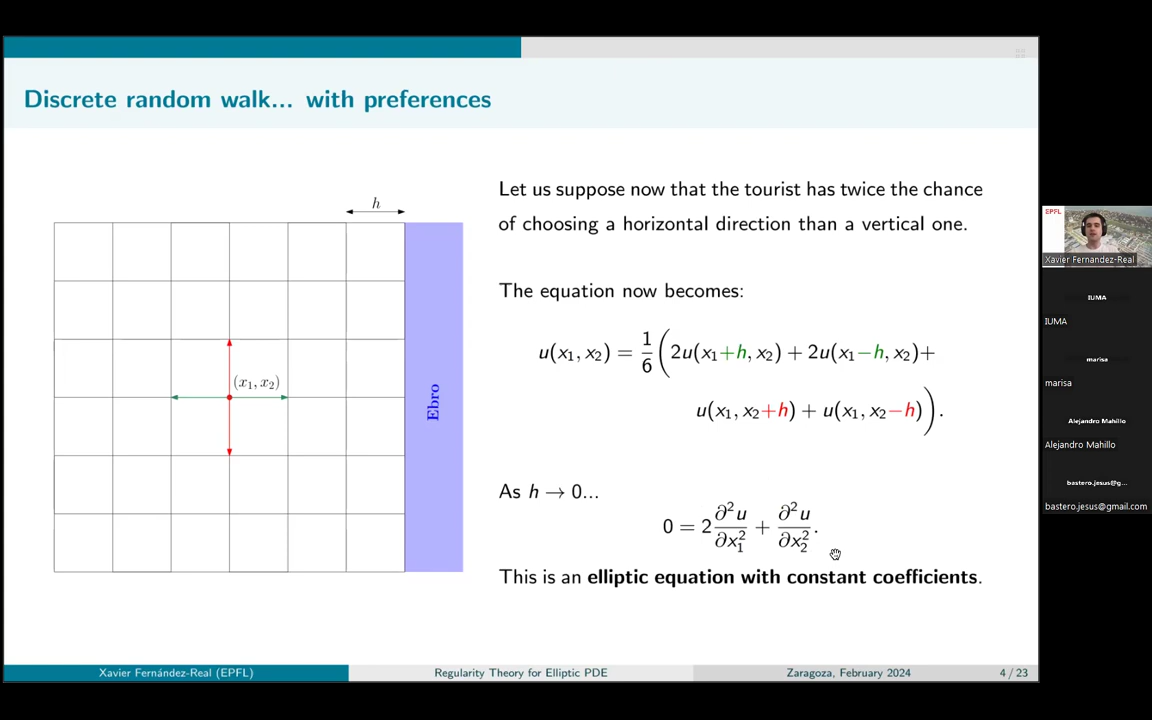 Discrete random walk... with preferences
h
(x₁, x₂)
Ebro
Let us suppose now that the tourist has twice the chance
of choosing a horizontal direction than a vertical one.
The equation now becomes:
u(x₁, x₂) = 1/6 ( 2u(x₁+h, x₂) + 2u(x₁−h, x₂)+
u(x₁, x₂+h) + u(x₁, x₂−h) ).
As h → 0...
0 = 2 ∂²u/∂x₁² + ∂²u/∂x₂².
This is an elliptic equation with constant coefficients.
Xavier Fernández-Real (EPFL)
Regularity Theory for Elliptic PDE
Zaragoza, February 2024
4 / 23
EPFL
Xavier Fernandez-Real
IUMA
IUMA
marisa
marisa
Alejandro Mahillo
Alejandro Mahillo
bastero.jesus@g...
bastero.jesus@gmail.com